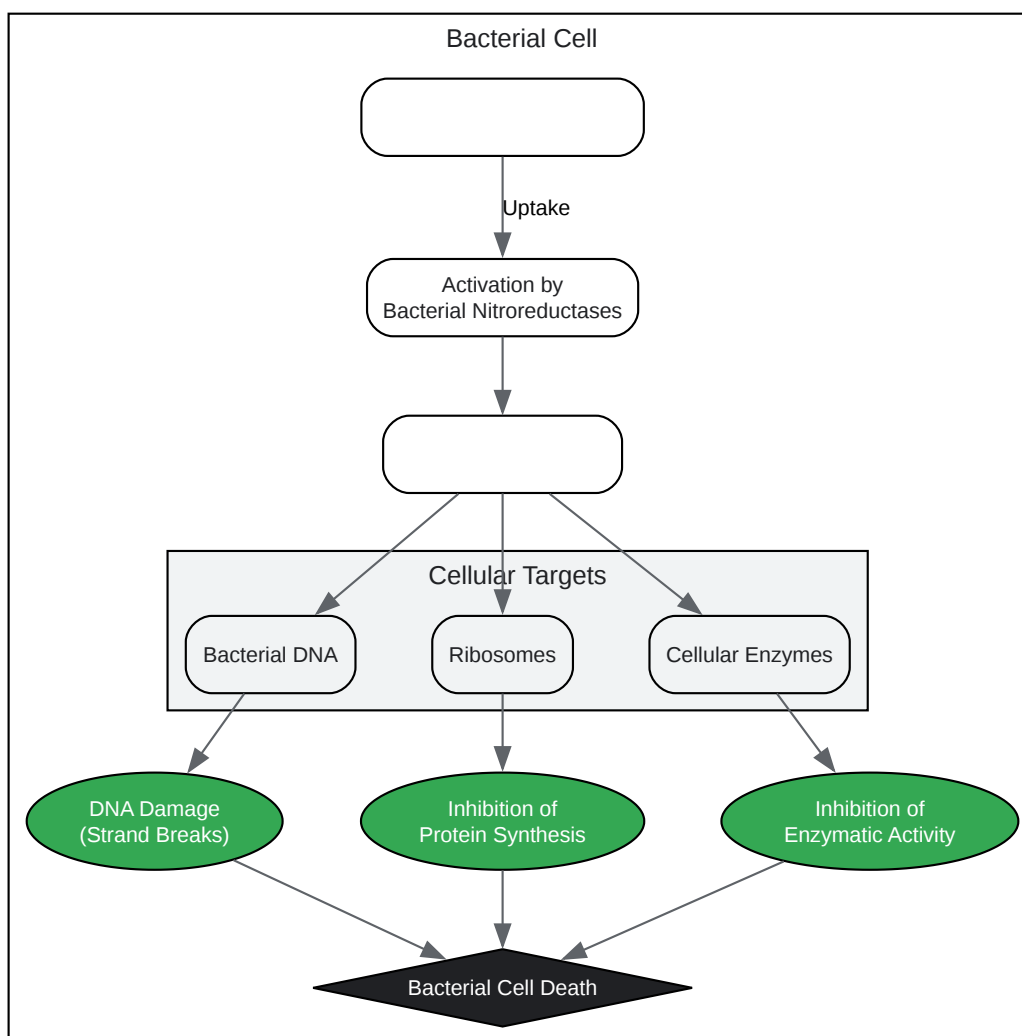 Bacterial Cell
Uptake
Activation by
Bacterial Nitroreductases
Cellular Targets
Bacterial DNA
Ribosomes
Cellular Enzymes
DNA Damage
(Strand Breaks)
Inhibition of
Protein Synthesis
Inhibition of
Enzymatic Activity
Bacterial Cell Death